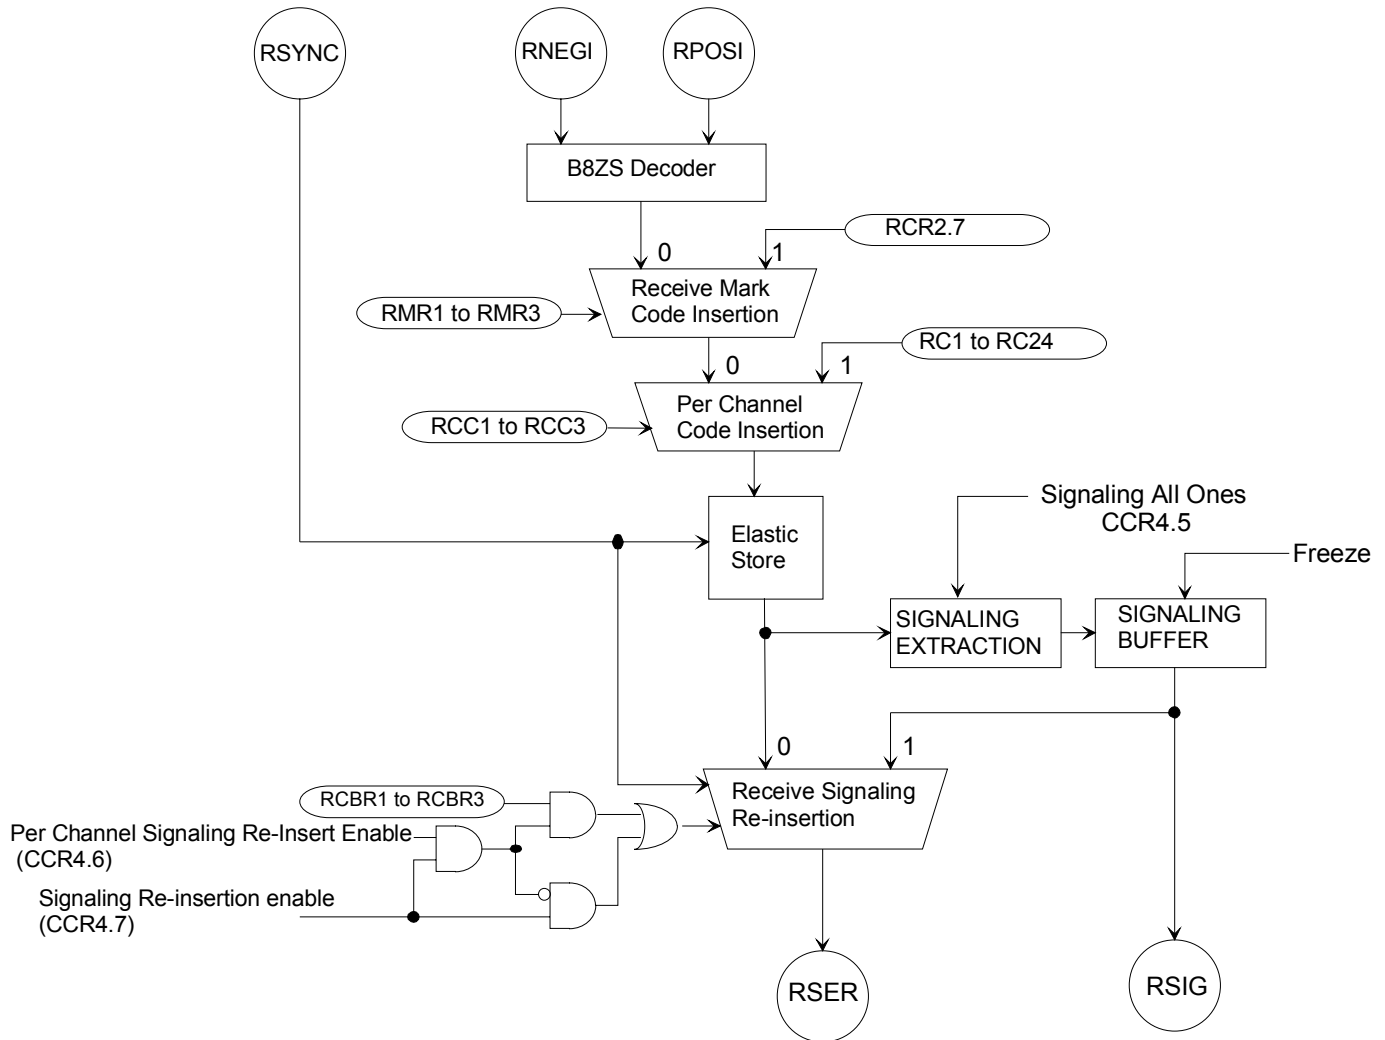 RSYNC
RNEGI
RPOSI
B8ZS Decoder
RCR2.7
0
1
Receive Mark
Code Insertion
RMR1 to RMR3
RC1 to RC24
0
1
Per Channel
Code Insertion
RCC1 to RCC3
Signaling All Ones
CCR4.5
Elastic
Store
Freeze
SIGNALING
EXTRACTION
SIGNALING
BUFFER
0
1
Receive Signaling
Re-insertion
RCBR1 to RCBR3
Per Channel Signaling Re-Insert Enable
(CCR4.6)
Signaling Re-insertion enable
(CCR4.7)
RSER
RSIG